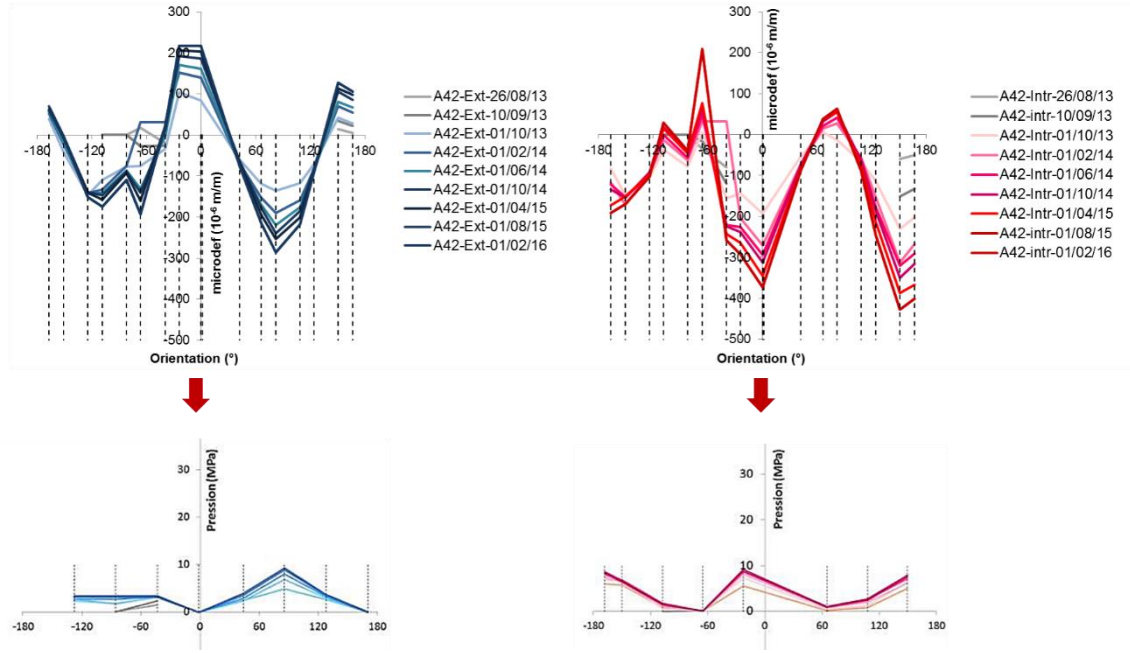 300
200
100
0
-100
-200
-300
-400
-500
-180
-120
-60
0
60
120
180
microdef (10⁻⁶ m/m)
Orientation (°)
A42-Ext-26/08/13
A42-Ext-10/09/13
A42-Ext-01/10/13
A42-Ext-01/02/14
A42-Ext-01/06/14
A42-Ext-01/10/14
A42-Ext-01/04/15
A42-Ext-01/08/15
A42-Ext-01/02/16
300
200
100
0
-100
-200
-300
-400
-500
-180
-120
-60
0
60
120
180
microdef (10⁻⁶ m/m)
Orientation (°)
A42-Intr-26/08/13
A42-intr-10/09/13
A42-Intr-01/10/13
A42-Intr-01/02/14
A42-Intr-01/06/14
A42-Intr-01/10/14
A42-Intr-01/04/15
A42-intr-01/08/15
A42-intr-01/02/16
Pression (MPa)
30
20
10
0
-180
-120
-60
0
60
120
180
Pression (MPa)
30
20
10
0
-180
-120
-60
0
60
120
180